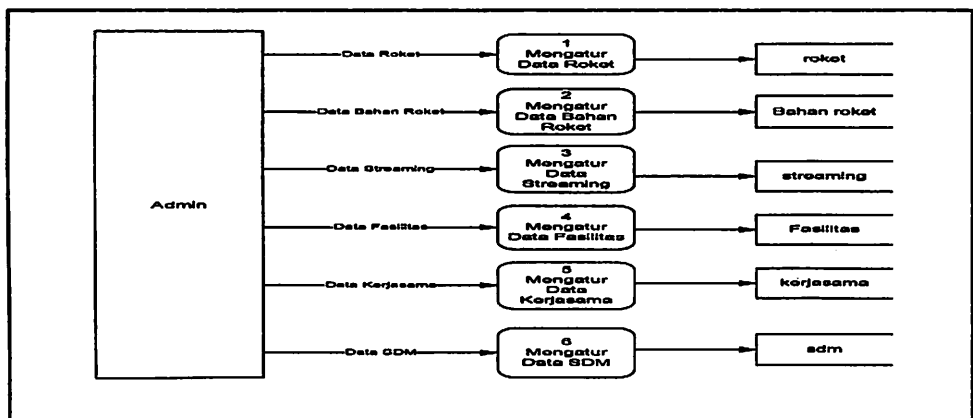 Admin
Data Roket
1
Mengatur
Data Roket
roket
Data Bahan Roket
2
Mengatur
Data Bahan
Roket
Bahan roket
Data Streaming
3
Mengatur
Data
Streaming
streaming
Data Fasilitas
4
Mengatur
Data Fasilitas
Fasilitas
Data Kerjasama
5
Mengatur
Data
Kerjasama
kerjasama
Data SDM
6
Mengatur
Data SDM
sdm